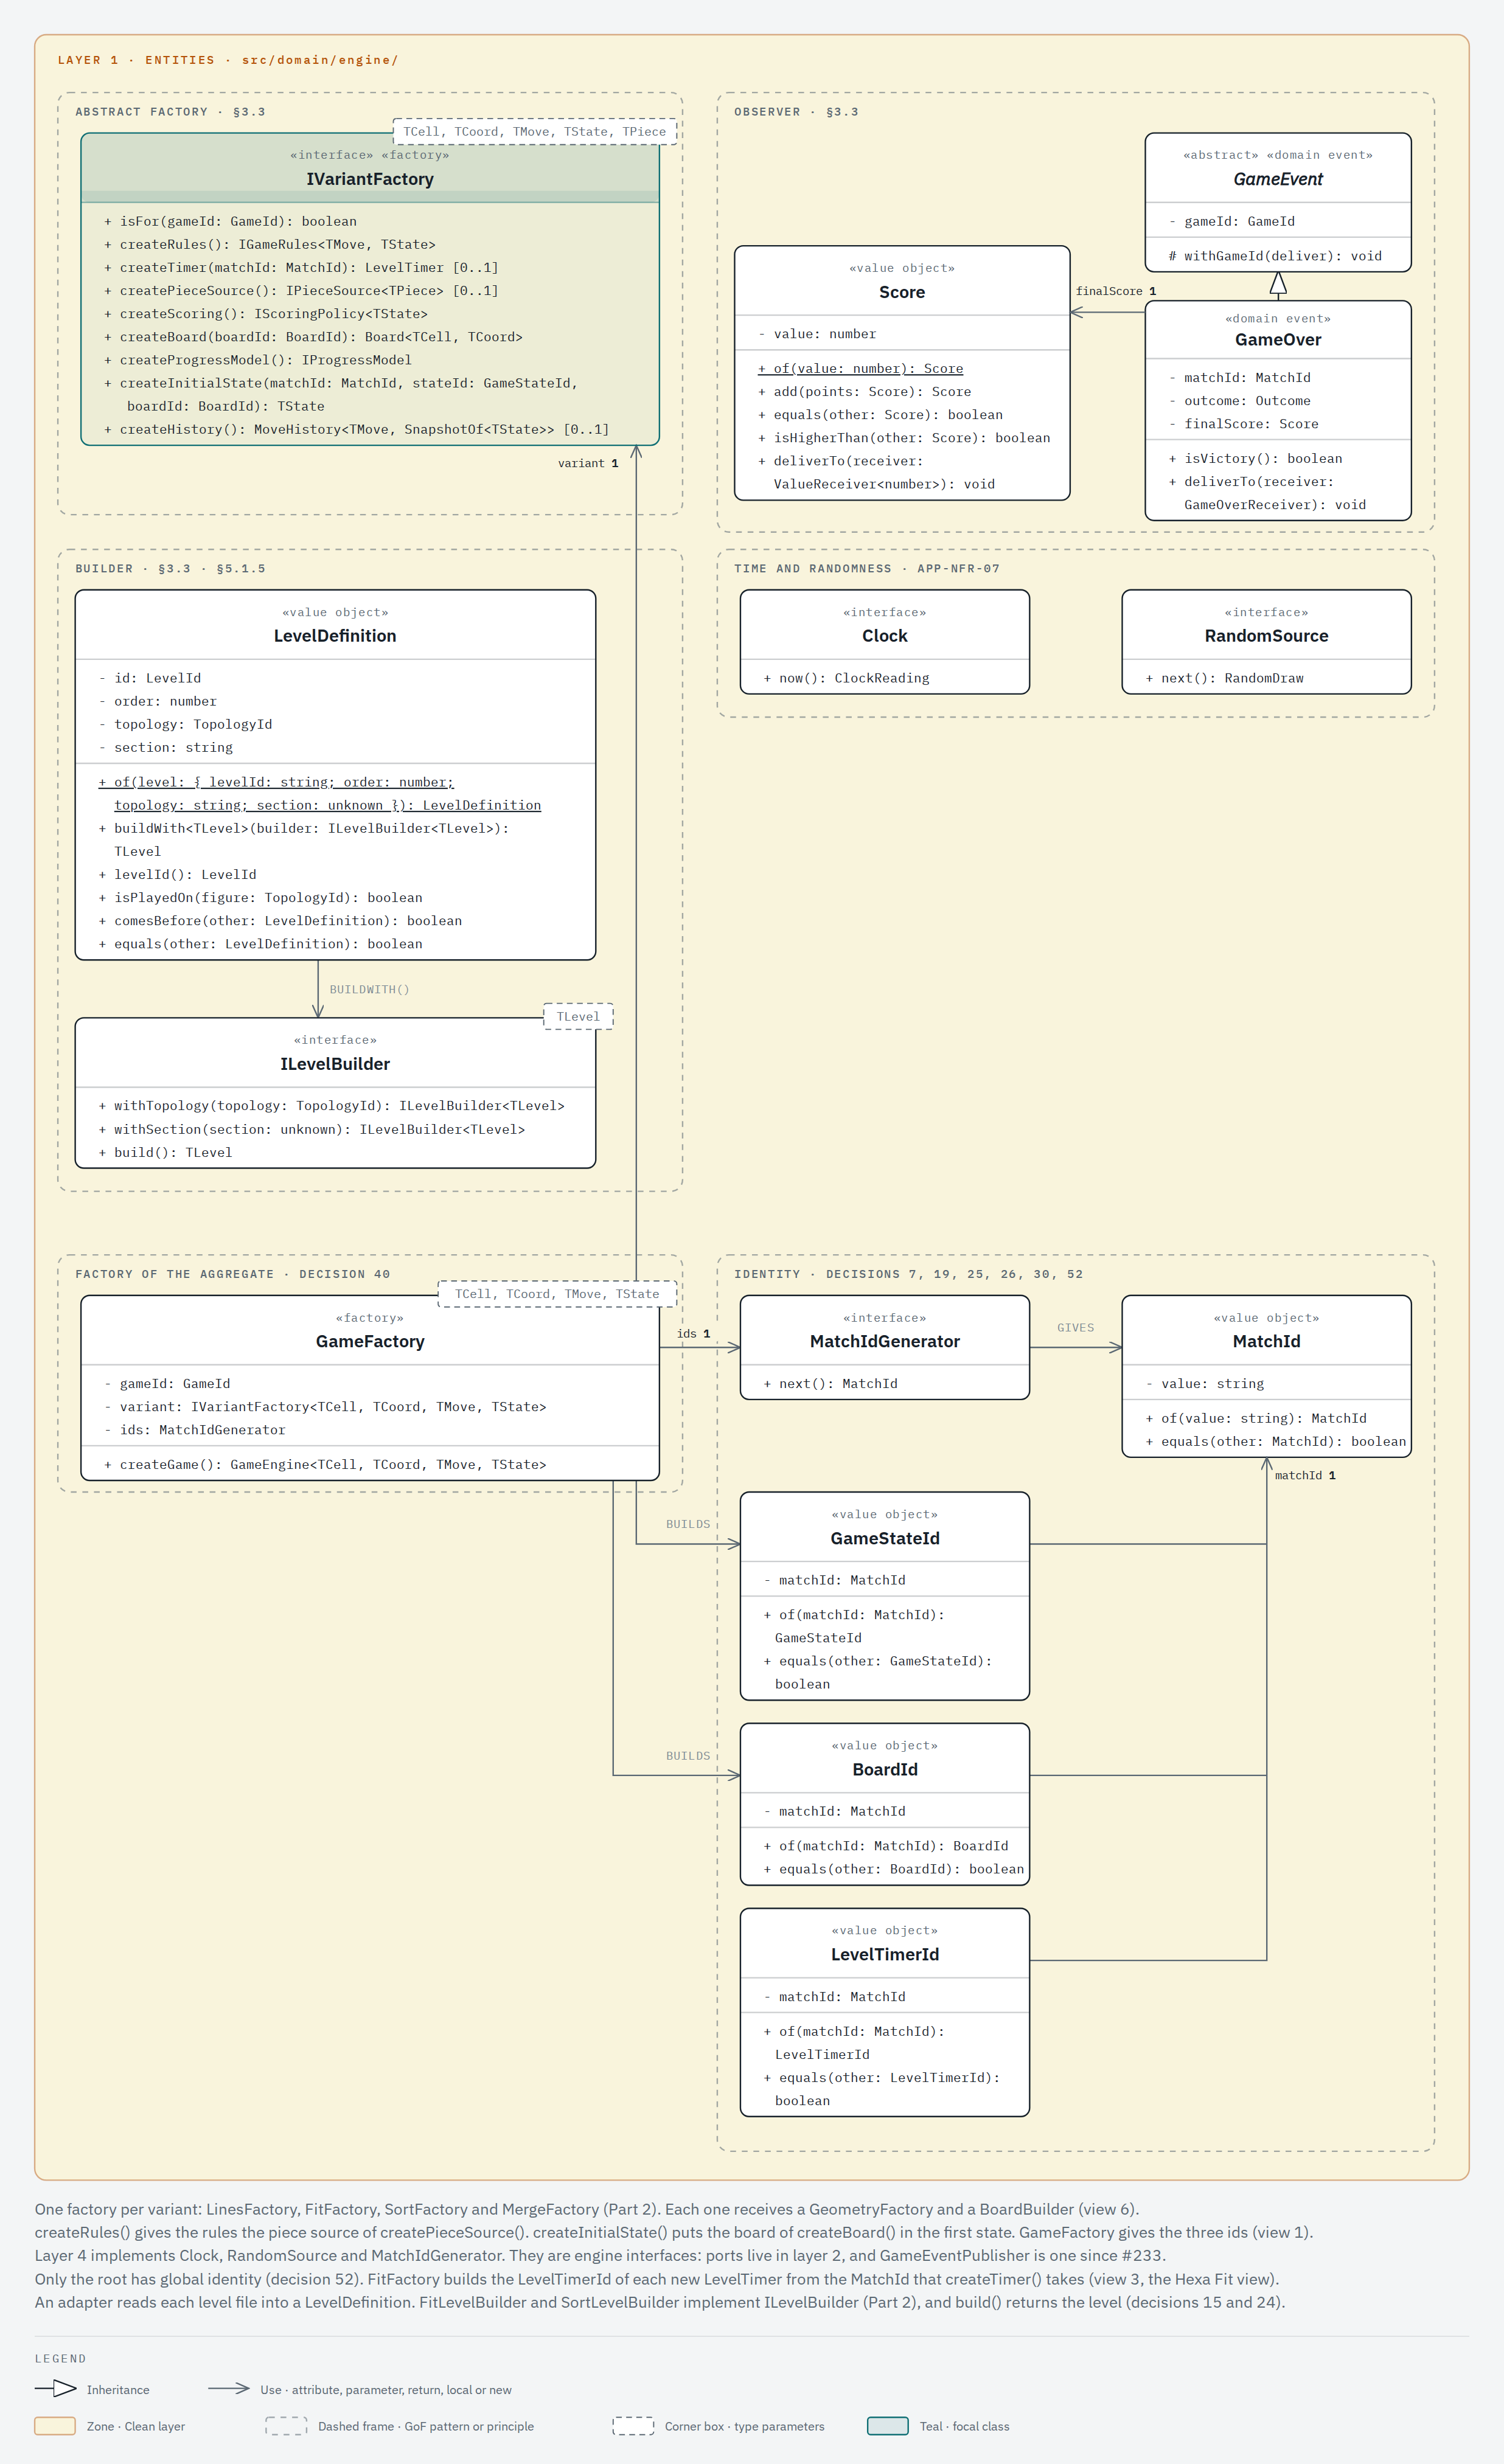 LAYER 1 · ENTITIES · src/domain/engine/
ABSTRACT FACTORY · §3.3
TCell, TCoord, TMove, TState, TPiece
«interface» «factory»
IVariantFactory
+ isFor(gameId: GameId): boolean
+ createRules(): IGameRules<TMove, TState>
+ createTimer(matchId: MatchId): LevelTimer [0..1]
+ createPieceSource(): IPieceSource<TPiece> [0..1]
+ createScoring(): IScoringPolicy<TState>
+ createBoard(boardId: BoardId): Board<TCell, TCoord>
+ createProgressModel(): IProgressModel
+ createInitialState(matchId: MatchId, stateId: GameStateId,
boardId: BoardId): TState
+ createHistory(): MoveHistory<TMove, SnapshotOf<TState>> [0..1]
variant 1
OBSERVER · §3.3
«abstract» «domain event»
GameEvent
- gameId: GameId
# withGameId(deliver): void
«value object»
Score
- value: number
+ of(value: number): Score
+ add(points: Score): Score
+ equals(other: Score): boolean
+ isHigherThan(other: Score): boolean
+ deliverTo(receiver:
ValueReceiver<number>): void
finalScore 1
«domain event»
GameOver
- matchId: MatchId
- outcome: Outcome
- finalScore: Score
+ isVictory(): boolean
+ deliverTo(receiver:
GameOverReceiver): void
BUILDER · §3.3 · §5.1.5
«value object»
LevelDefinition
- id: LevelId
- order: number
- topology: TopologyId
- section: string
+ of(level: { levelId: string; order: number;
topology: string; section: unknown }): LevelDefinition
+ buildWith<TLevel>(builder: ILevelBuilder<TLevel>):
TLevel
+ levelId(): LevelId
+ isPlayedOn(figure: TopologyId): boolean
+ comesBefore(other: LevelDefinition): boolean
+ equals(other: LevelDefinition): boolean
BUILDWITH()
TLevel
«interface»
ILevelBuilder
+ withTopology(topology: TopologyId): ILevelBuilder<TLevel>
+ withSection(section: unknown): ILevelBuilder<TLevel>
+ build(): TLevel
TIME AND RANDOMNESS · APP-NFR-07
«interface»
Clock
+ now(): ClockReading
«interface»
RandomSource
+ next(): RandomDraw
FACTORY OF THE AGGREGATE · DECISION 40
TCell, TCoord, TMove, TState
«factory»
GameFactory
- gameId: GameId
- variant: IVariantFactory<TCell, TCoord, TMove, TState>
- ids: MatchIdGenerator
+ createGame(): GameEngine<TCell, TCoord, TMove, TState>
ids 1
BUILDS
BUILDS
IDENTITY · DECISIONS 7, 19, 25, 26, 30, 52
«interface»
MatchIdGenerator
+ next(): MatchId
GIVES
«value object»
MatchId
- value: string
+ of(value: string): MatchId
+ equals(other: MatchId): boolean
matchId 1
«value object»
GameStateId
- matchId: MatchId
+ of(matchId: MatchId):
GameStateId
+ equals(other: GameStateId):
boolean
«value object»
BoardId
- matchId: MatchId
+ of(matchId: MatchId): BoardId
+ equals(other: BoardId): boolean
«value object»
LevelTimerId
- matchId: MatchId
+ of(matchId: MatchId):
LevelTimerId
+ equals(other: LevelTimerId):
boolean
One factory per variant: LinesFactory, FitFactory, SortFactory and MergeFactory (Part 2). Each one receives a GeometryFactory and a BoardBuilder (view 6).
createRules() gives the rules the piece source of createPieceSource(). createInitialState() puts the board of createBoard() in the first state. GameFactory gives the three ids (view 1).
Layer 4 implements Clock, RandomSource and MatchIdGenerator. They are engine interfaces: ports live in layer 2, and GameEventPublisher is one since #233.
Only the root has global identity (decision 52). FitFactory builds the LevelTimerId of each new LevelTimer from the MatchId that createTimer() takes (view 3, the Hexa Fit view).
An adapter reads each level file into a LevelDefinition. FitLevelBuilder and SortLevelBuilder implement ILevelBuilder (Part 2), and build() returns the level (decisions 15 and 24).
LEGEND
Inheritance
Use · attribute, parameter, return, local or new
Zone · Clean layer
Dashed frame · GoF pattern or principle
Corner box · type parameters
Teal · focal class